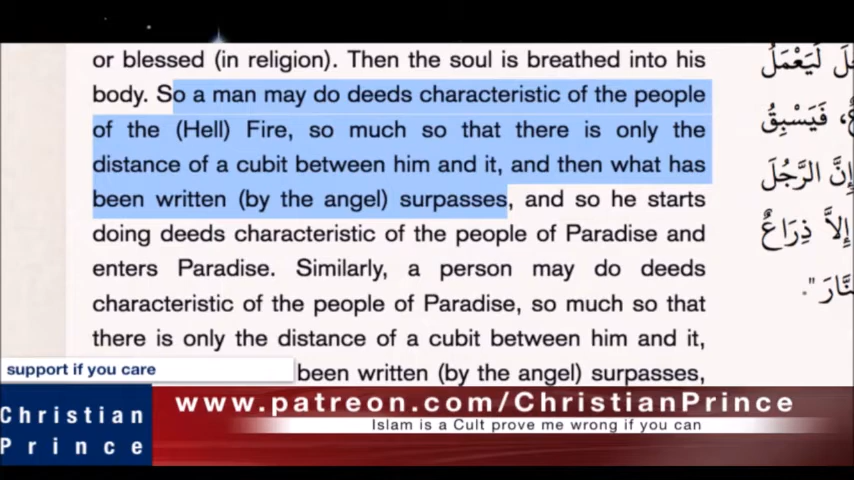 or blessed (in religion). Then the soul is breathed into his
body. So a man may do deeds characteristic of the people
of the (Hell) Fire, so much so that there is only the
distance of a cubit between him and it, and then what has
been written (by the angel) surpasses, and so he starts
doing deeds characteristic of the people of Paradise and
enters Paradise. Similarly, a person may do deeds
characteristic of the people of Paradise, so much so that
there is only the distance of a cubit between him and it,
been written (by the angel) surpasses,
لَيَعْمَلُ
فَيَسْبِقُ
إِنَّ الرَّجُلَ
إِلاَّ ذِرَاعٌ
support if you care
Christian
Prince
www.patreon.com/ChristianPrince
Islam is a Cult prove me wrong if you can